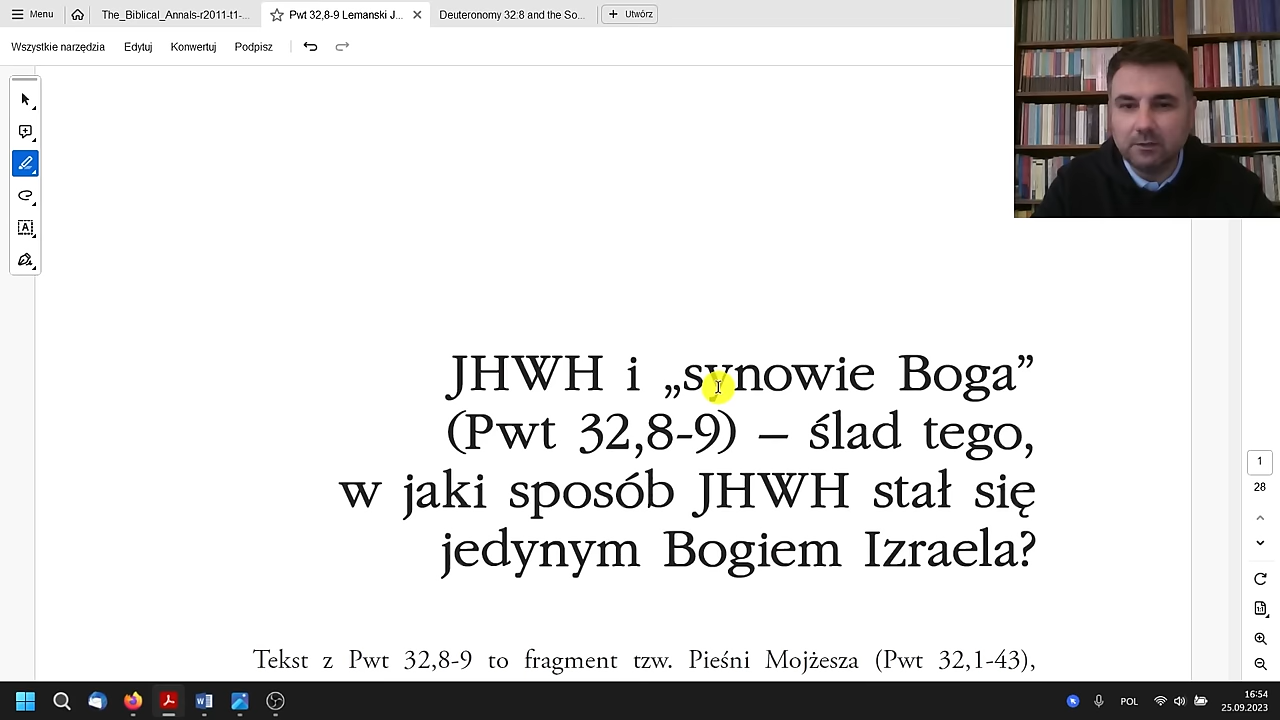 Menu
The_Biblical_Annals-r2011-t1-...
Pwt 32,8-9 Lemanski J...
Deuteronomy 32:8 and the So...
Utwórz
Wszystkie narzędzia
Edytuj
Konwertuj
Podpisz
JHWH i „synowie Boga”
(Pwt 32,8-9) – ślad tego,
w jaki sposób JHWH stał się
jedynym Bogiem Izraela?
Tekst z Pwt 32,8-9 to fragment tzw. Pieśni Mojżesza (Pwt 32,1-43),
1
28
POL
16:54
25.09.2023